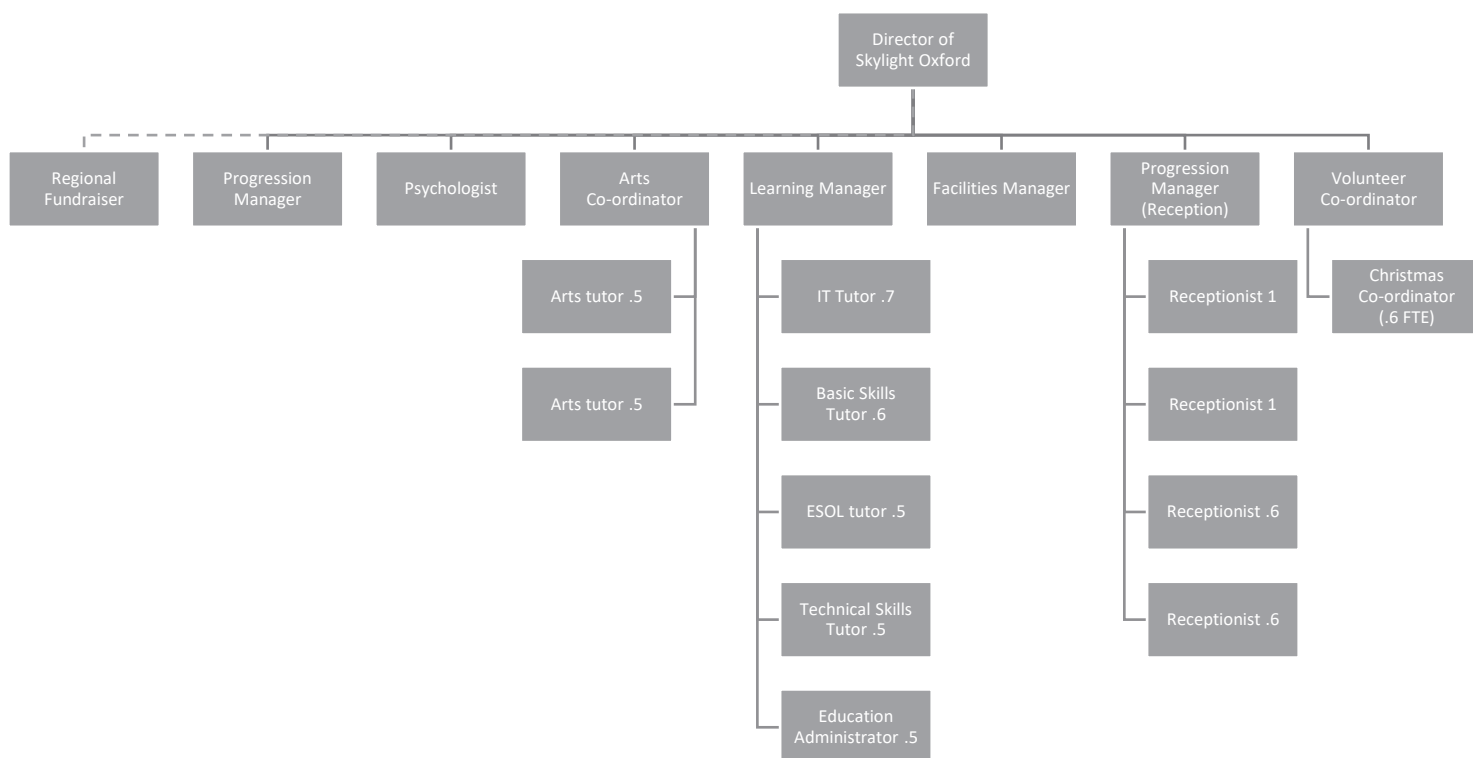 Director of
Skylight Oxford
Regional
Fundraiser
Progression
Manager
Psychologist
Arts
Co-ordinator
Learning Manager
Facilities Manager
Progression
Manager
(Reception)
Volunteer
Co-ordinator
Arts tutor .5
Arts tutor .5
IT Tutor .7
Basic Skills
Tutor .6
ESOL tutor .5
Technical Skills
Tutor .5
Education
Administrator .5
Receptionist 1
Receptionist 1
Receptionist .6
Receptionist .6
Christmas
Co-ordinator
(.6 FTE)